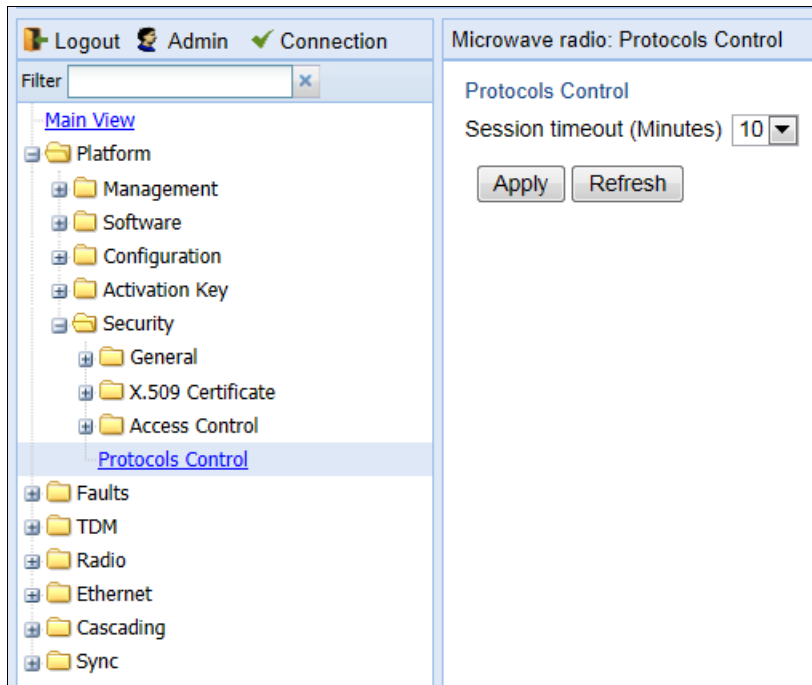 Logout Admin Connection
Filter
Main View
Platform
Management
Software
Configuration
Activation Key
Security
General
X.509 Certificate
Access Control
Protocols Control
Faults
TDM
Radio
Ethernet
Cascading
Sync
Microwave radio: Protocols Control
Protocols Control
Session timeout (Minutes) 10
Apply Refresh